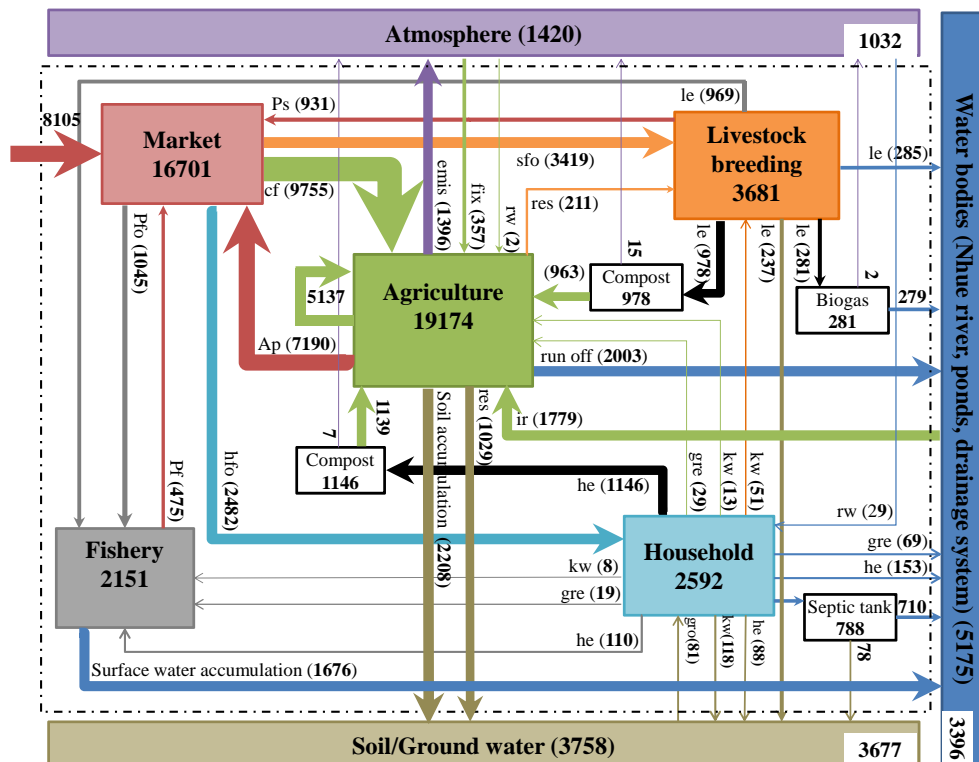 Atmosphere (1420)
1032
8105
Market
16701
Ps (931)
le (969)
Livestock
breeding
3681
le (285)
sfo (3419)
cf (9755)
emis (1396)
fix (357)
rw (2)
res (211)
Pfo (1045)
le (978)
le (237)
le (281)
15
Compost
978
(963)
Biogas
281
2
279
5137
Agriculture
19174
Ap (7190)
run off (2003)
ir (1779)
Soil accumulation (2208)
res (1029)
1139
7
Compost
1146
he (1146)
gre (29)
kw (13)
kw (51)
rw (29)
Pf (475)
hfo (2482)
Fishery
2151
Household
2592
kw (8)
gre (19)
he (110)
gre (69)
he (153)
Septic tank
788
710
78
gro(81)
kw(118)
he (88)
Surface water accumulation (1676)
Soil/Ground water (3758)
3677
Water bodies (Nhue river, ponds, drainage system) (5175)
3396